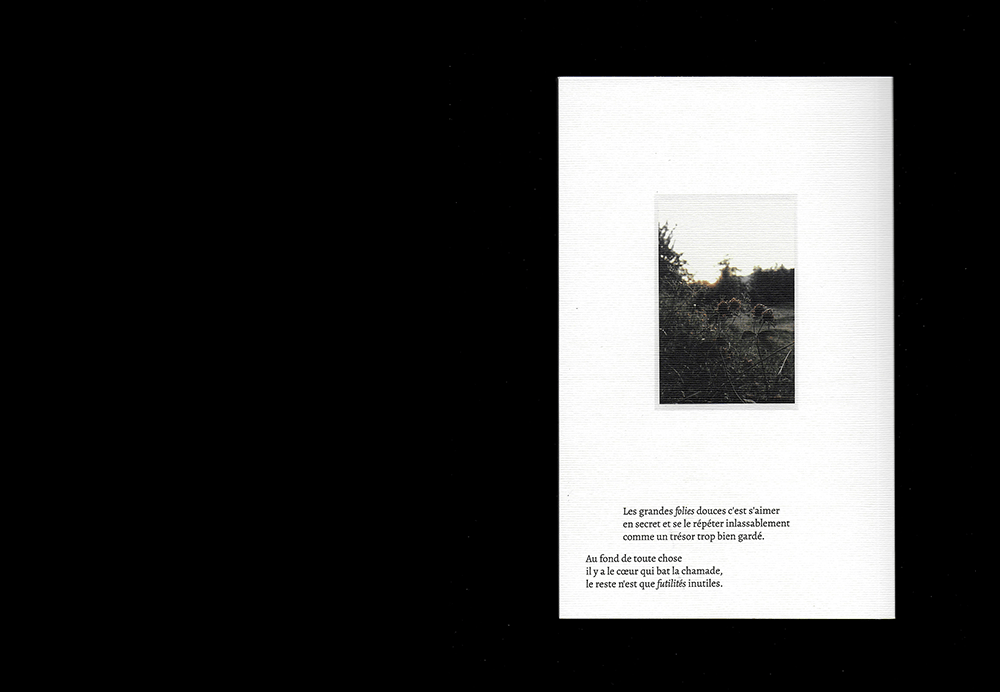 Les grandes folies douces c'est s'aimer
en secret et se le répéter inlassablement
comme un trésor trop bien gardé.
Au fond de toute chose
il y a le cœur qui bat la chamade,
le reste n'est que futilités inutiles.